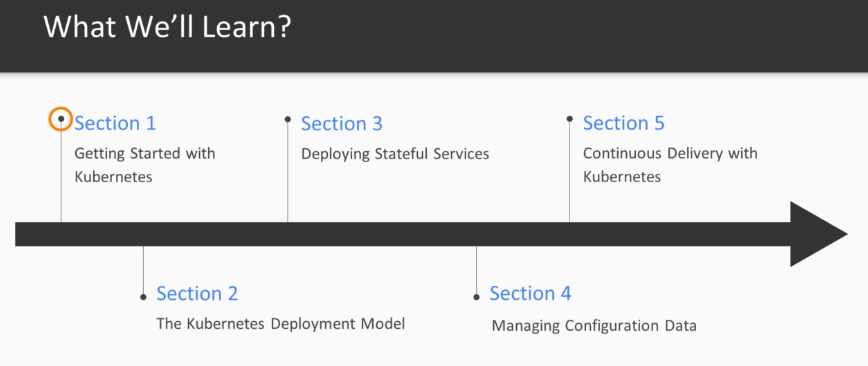 What We'll Learn?
Section 1
Getting Started with
Kubernetes
Section 2
The Kubernetes Deployment Model
Section 3
Deploying Stateful Services
Section 4
Managing Configuration Data
Section 5
Continuous Delivery with
Kubernetes